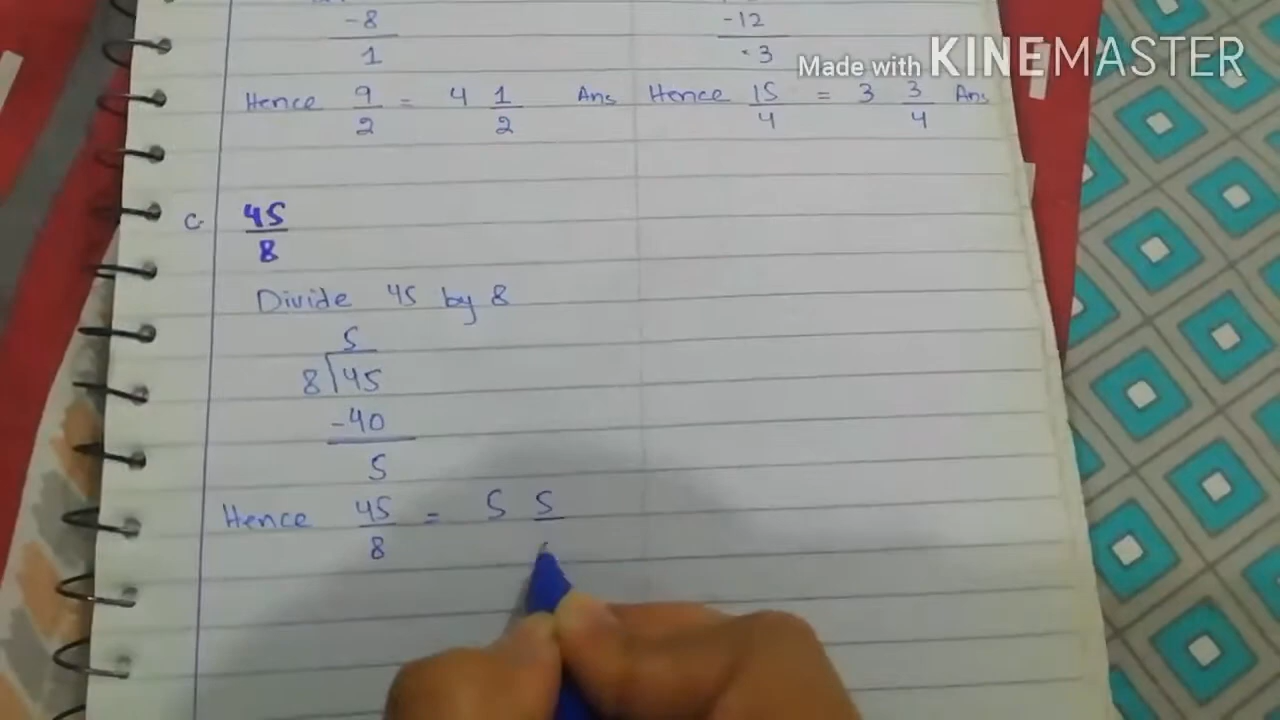 -8
1
Hence 9/2 = 4 1/2 Ans
-12
3
Hence 15/4 = 3 3/4 Ans
Made with KINEMASTER
c. 45/8
Divide 45 by 8
5
8 45
-40
5
Hence 45/8 = 5 5